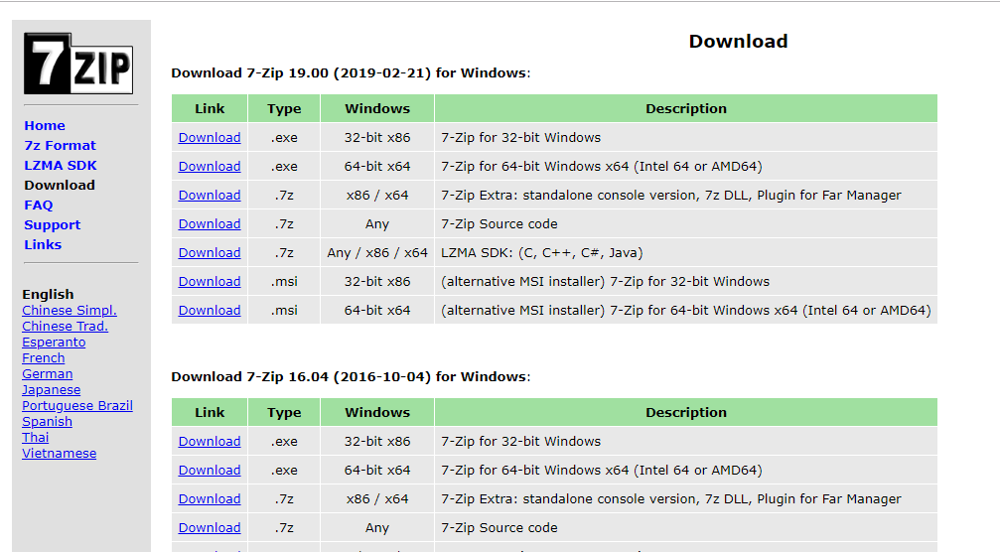 7ZIP
Home
7z Format
LZMA SDK
Download
FAQ
Support
Links
English
Chinese Simpl.
Chinese Trad.
Esperanto
French
German
Japanese
Portuguese Brazil
Spanish
Thai
Vietnamese
Download
Download 7-Zip 19.00 (2019-02-21) for Windows:
Link Type Windows Description
Download .exe 32-bit x86 7-Zip for 32-bit Windows
Download .exe 64-bit x64 7-Zip for 64-bit Windows x64 (Intel 64 or AMD64)
Download .7z x86 / x64 7-Zip Extra: standalone console version, 7z DLL, Plugin for Far Manager
Download .7z Any 7-Zip Source code
Download .7z Any / x86 / x64 LZMA SDK: (C, C++, C#, Java)
Download .msi 32-bit x86 (alternative MSI installer) 7-Zip for 32-bit Windows
Download .msi 64-bit x64 (alternative MSI installer) 7-Zip for 64-bit Windows x64 (Intel 64 or AMD64)
Download 7-Zip 16.04 (2016-10-04) for Windows:
Link Type Windows Description
Download .exe 32-bit x86 7-Zip for 32-bit Windows
Download .exe 64-bit x64 7-Zip for 64-bit Windows x64 (Intel 64 or AMD64)
Download .7z x86 / x64 7-Zip Extra: standalone console version, 7z DLL, Plugin for Far Manager
Download .7z Any 7-Zip Source code